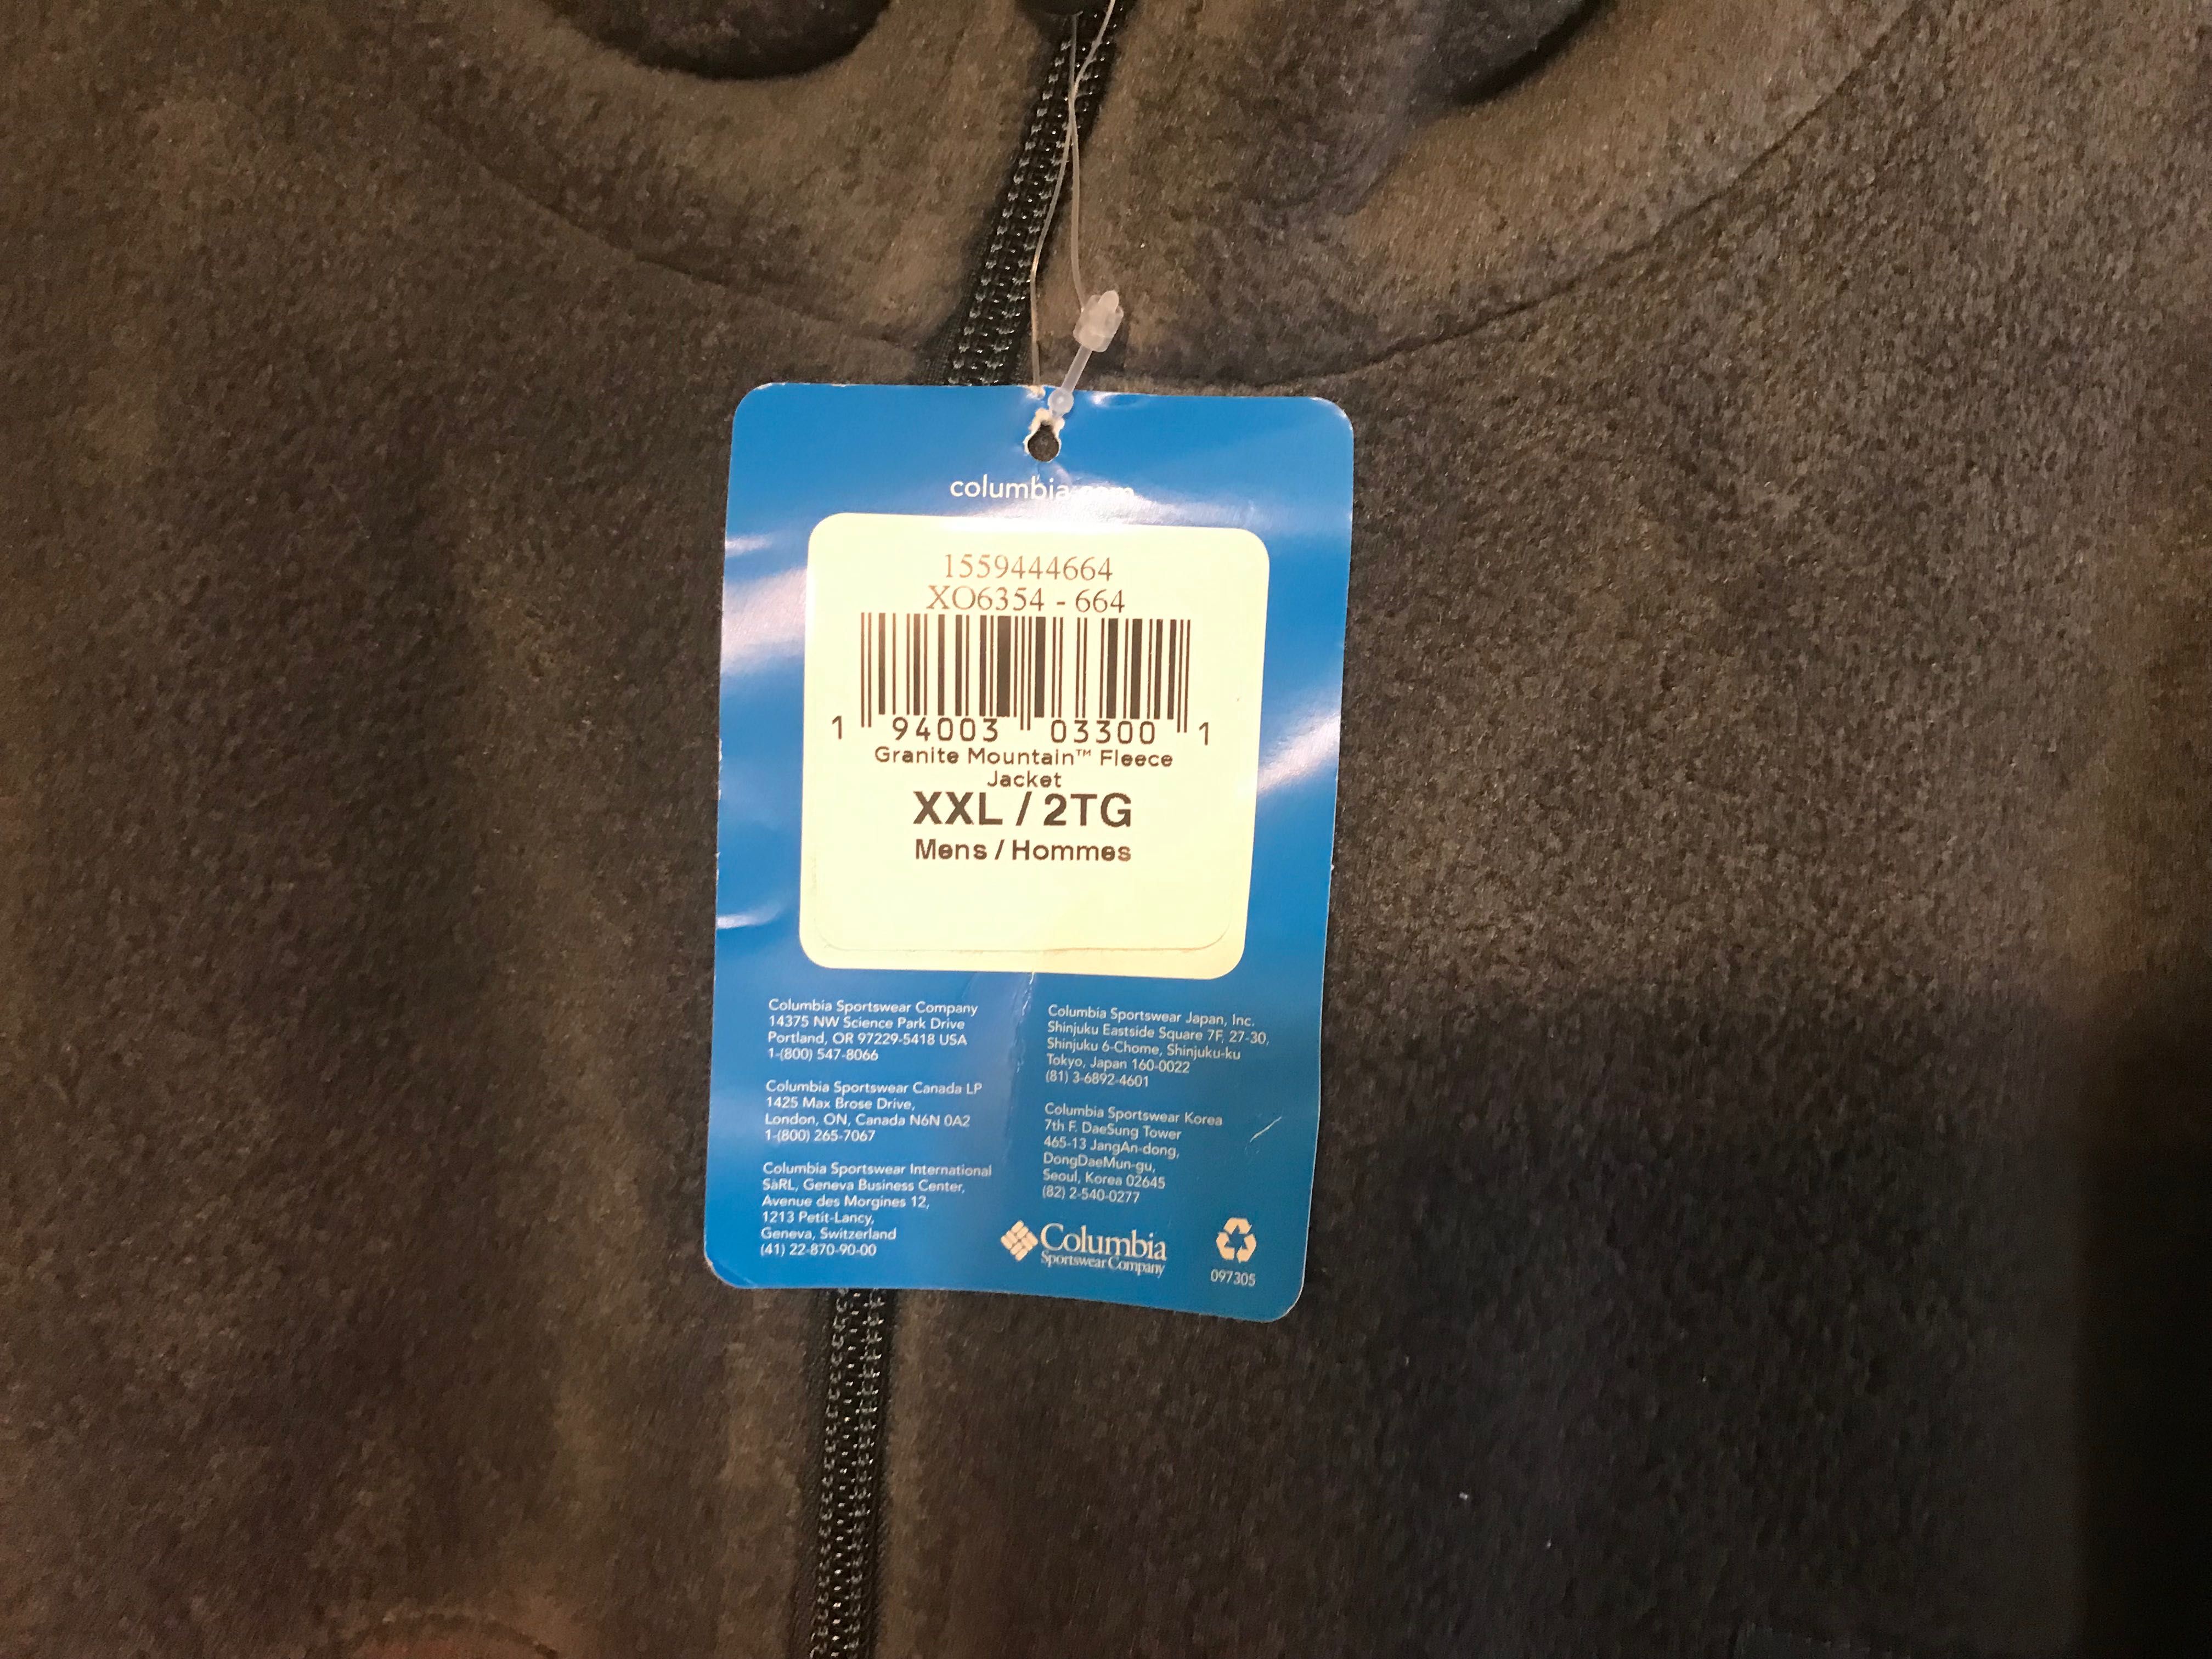 columbia.com
1559444664
XO6354 - 664
1 94003 03300 1
Granite Mountain™ Fleece
Jacket
XXL / 2TG
Mens / Hommes
Columbia Sportswear Company
14375 NW Science Park Drive
Portland, OR 97229-5418 USA
1-(800) 547-8066
Columbia Sportswear Canada LP
1425 Max Brose Drive,
London, ON, Canada N6N 0A2
1-(800) 265-7067
Columbia Sportswear International
SàRL, Geneva Business Center,
Avenue des Morgines 12,
1213 Petit-Lancy,
Geneva, Switzerland
(41) 22-870-90-00
Columbia Sportswear Japan, Inc.
Shinjuku Eastside Square 7F, 27-30,
Shinjuku 6-Chome, Shinjuku-ku
Tokyo, Japan 160-0022
(81) 3-6892-4601
Columbia Sportswear Korea
7th F. DaeSung Tower
465-13 JangAn-dong,
DongDaeMun-gu,
Seoul, Korea 02645
(82) 2-540-0277
Columbia
Sportswear Company
097305